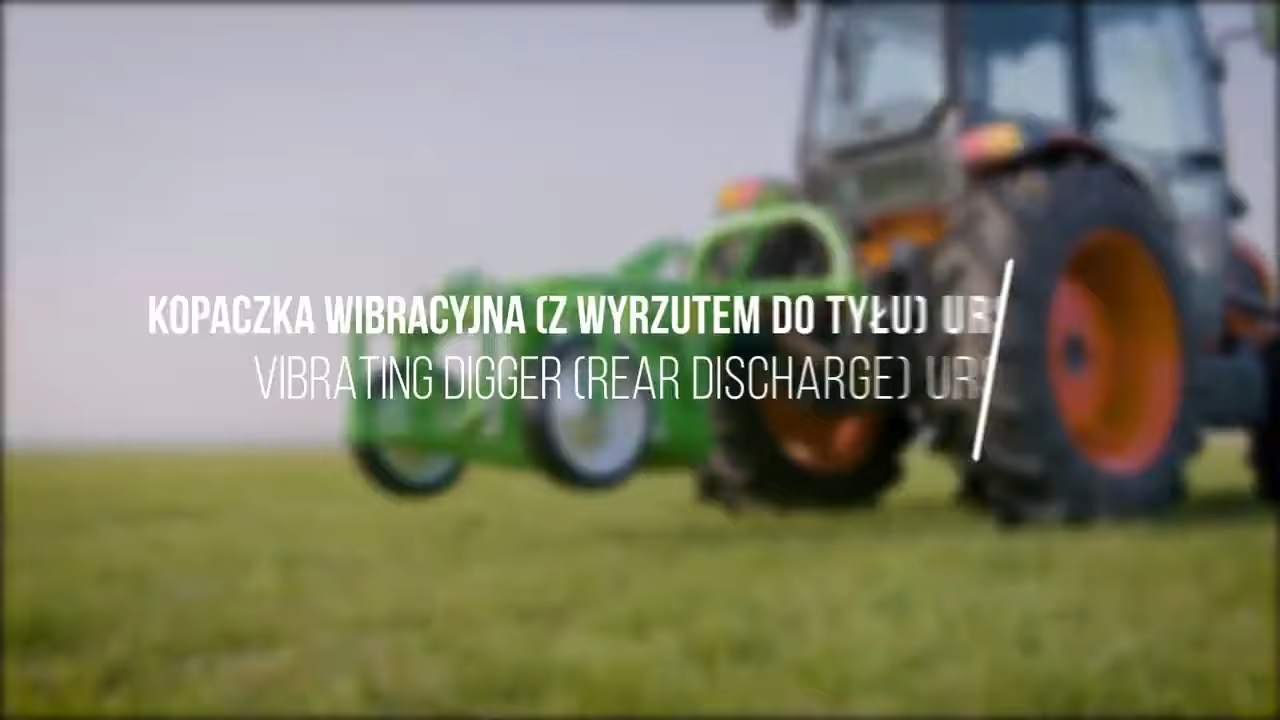 KOPACZKA WIBRACYJNA (Z WYRZUTEM DO TYŁU)
VIBRATING DIGGER (REAR DISCHARGE)